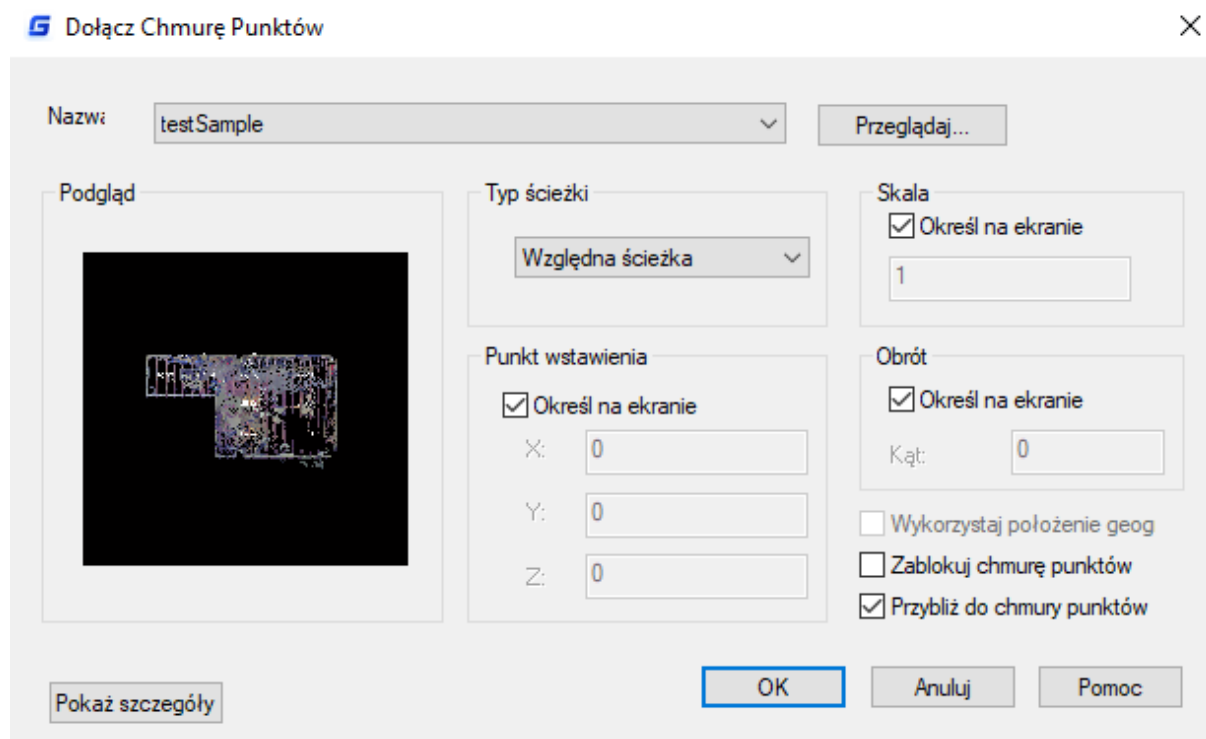 Dołącz Chmurę Punktów
Nazwa
testSample
Przeglądaj...
Podgląd
Typ ścieżki
Względna ścieżka
Skala
Określ na ekranie
1
Punkt wstawienia
Określ na ekranie
X: 0
Y: 0
Z: 0
Obrót
Określ na ekranie
Kąt: 0
Wykorzystaj położenie geog
Zablokuj chmurę punktów
Przybliż do chmury punktów
Pokaż szczegóły
OK
Anuluj
Pomoc